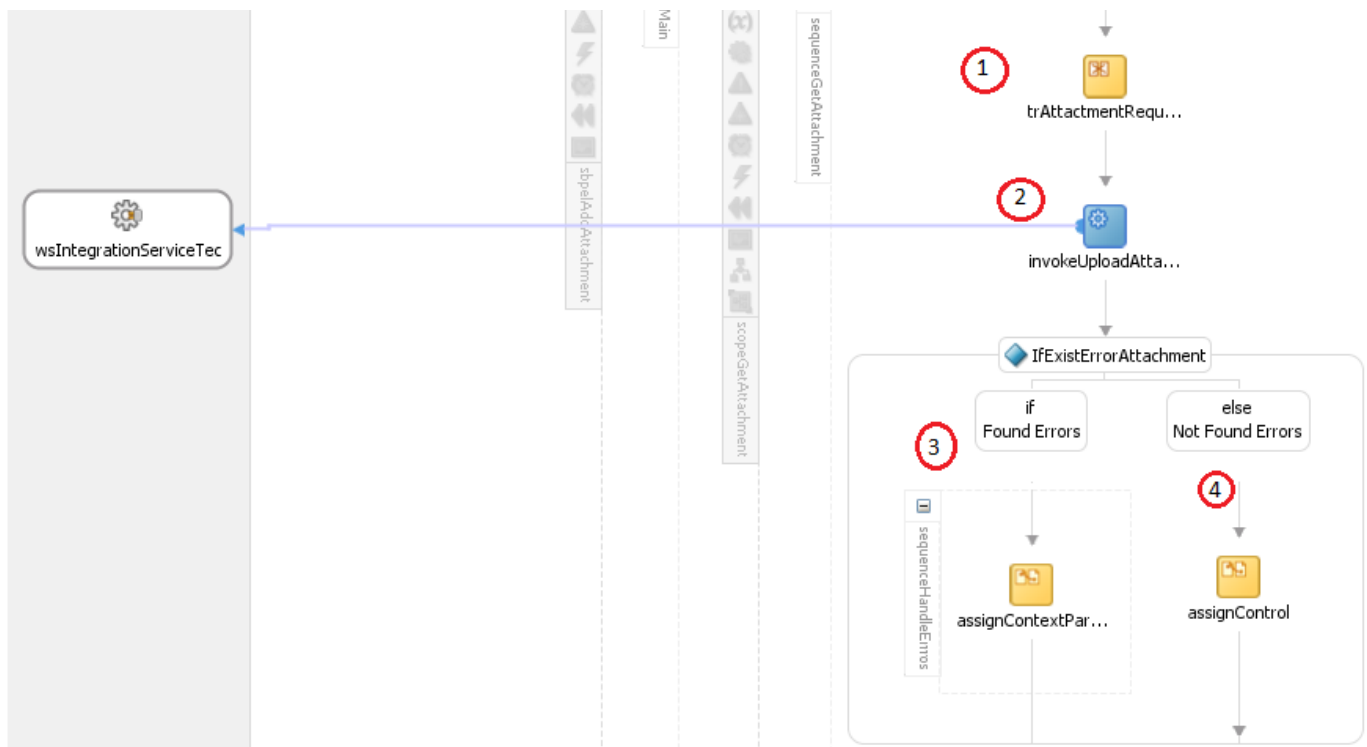 Main
(x)
sequenceGetAttachment
1
trAttactmentRequ...
sbpelAddAttachment
2
wsIntegrationServiceTec
invokeUploadAtta...
scopeGetAttachment
IfExistErrorAttachment
if
Found Errors
else
Not Found Errors
3
4
sequenceHandleErros
assignContextPar...
assignControl